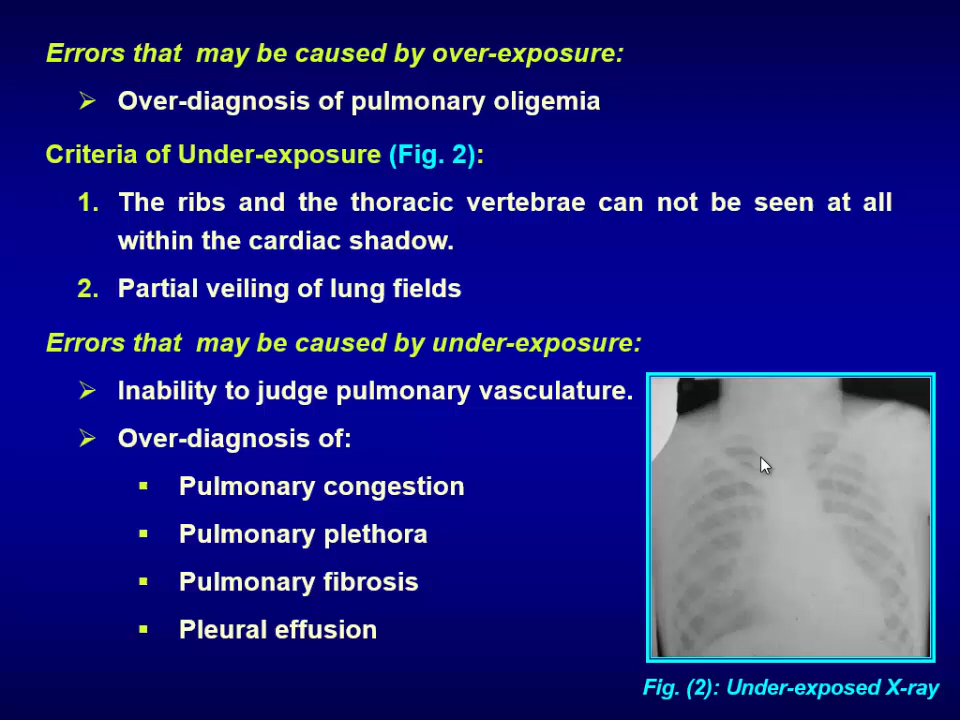 Errors that may be caused by over-exposure:
➢ Over-diagnosis of pulmonary oligemia
Criteria of Under-exposure (Fig. 2):
1. The ribs and the thoracic vertebrae can not be seen at all
within the cardiac shadow.
2. Partial veiling of lung fields
Errors that may be caused by under-exposure:
➢ Inability to judge pulmonary vasculature.
➢ Over-diagnosis of:
▪ Pulmonary congestion
▪ Pulmonary plethora
▪ Pulmonary fibrosis
▪ Pleural effusion
Fig. (2): Under-exposed X-ray